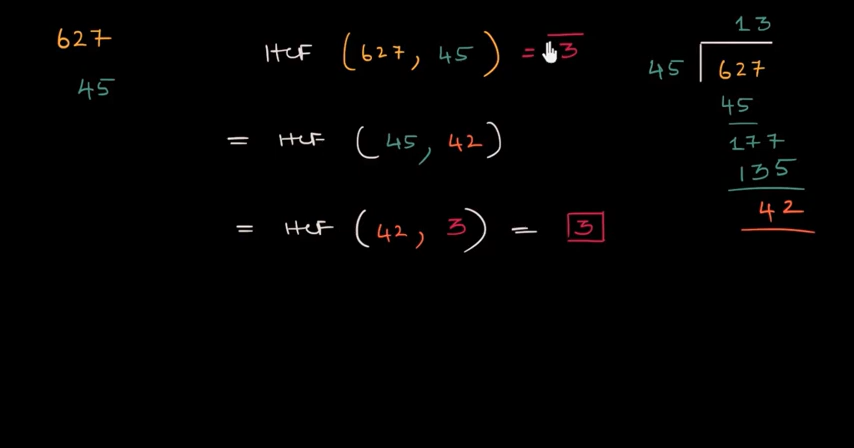 627
45
HCF (627, 45) = 3
= HCF (45, 42)
= HCF (42, 3) = 3
13
45 627
45
177
135
42